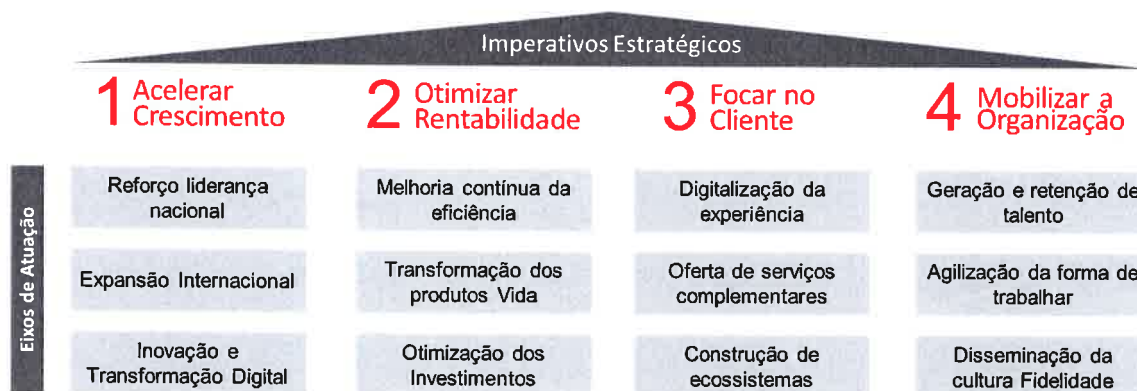 Imperativos Estratégicos
1 Acelerar
Crescimento
2 Otimizar
Rentabilidade
3 Focar no
Cliente
4 Mobilizar a
Organização
Eixos de Atuação
Reforço liderança
nacional
Melhoria contínua da
eficiência
Digitalização da
experiência
Geração e retenção de
talento
Expansão Internacional
Transformação dos
produtos Vida
Oferta de serviços
complementares
Agilização da forma de
trabalhar
Inovação e
Transformação Digital
Otimização dos
Investimentos
Construção de
ecossistemas
Disseminação da
cultura Fidelidade